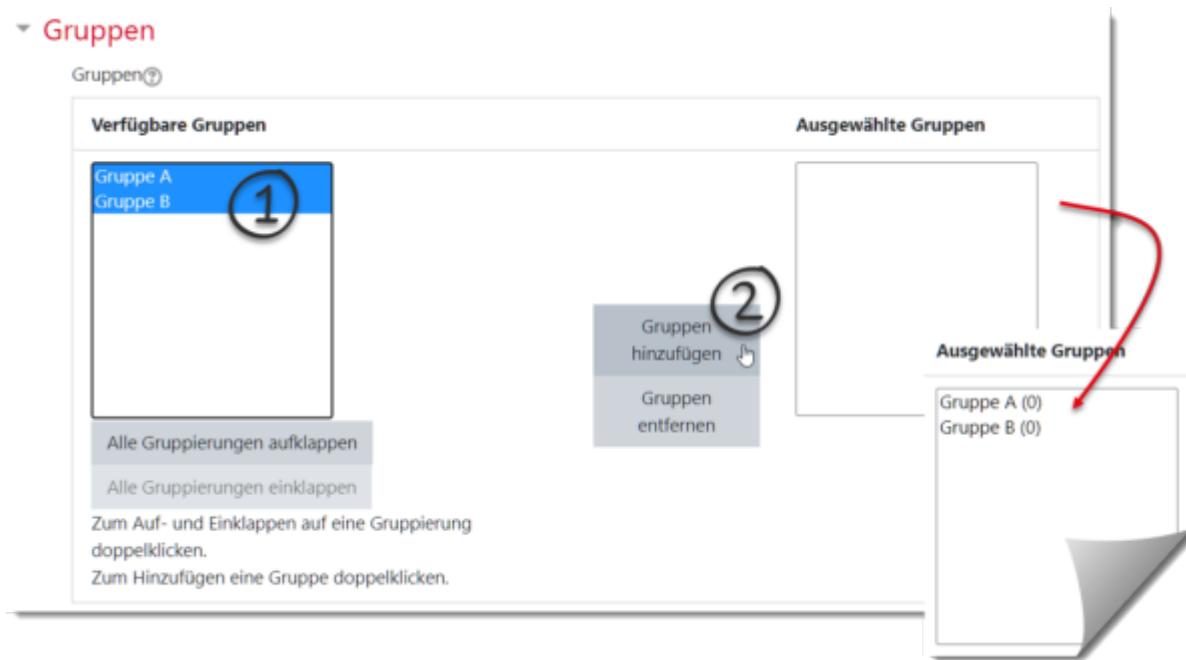 Gruppen
Gruppen?
Verfügbare Gruppen
Ausgewählte Gruppen
Gruppe A
Gruppe B
1
2
Gruppen
hinzufügen
Gruppen
entfernen
Alle Gruppierungen aufklappen
Alle Gruppierungen einklappen
Zum Auf- und Einklappen auf eine Gruppierung
doppelklicken.
Zum Hinzufügen eine Gruppe doppelklicken.
Ausgewählte Gruppen
Gruppe A (0)
Gruppe B (0)